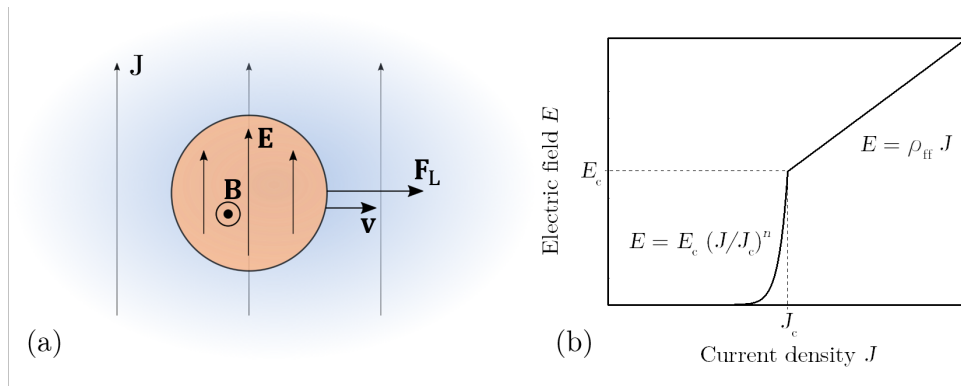 J
E
F_L
B
v
(a)
Electric field E
E_c
E = ρ_ff J
E = E_c (J/J_c)^n
J_c
Current density J
(b)